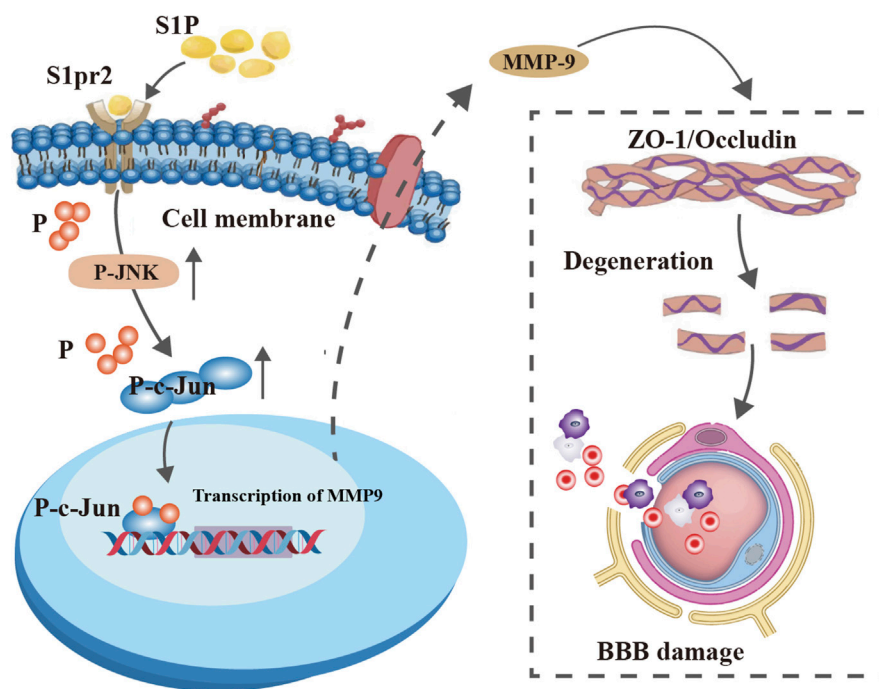 S1P
S1pr2
Cell membrane
P
P-JNK
P
P-c-Jun
P-c-Jun
Transcription of MMP9
MMP-9
ZO-1/Occludin
Degeneration
BBB damage